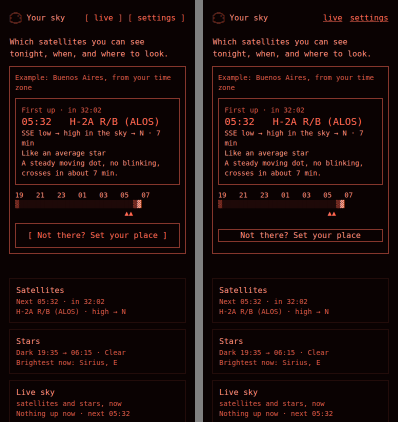 Your sky [ live ] [ settings ]
Which satellites you can see
tonight, when, and where to look.
Example: Buenos Aires, from your time
zone
First up · in 32:02
05:32 H-2A R/B (ALOS)
SSE low → high in the sky → N · 7
min
Like an average star
A steady moving dot, no blinking,
crosses in about 7 min.
19 21 23 01 03 05 07
[ Not there? Set your place ]
Satellites
Next 05:32 · in 32:02
H-2A R/B (ALOS) · high → N
Stars
Dark 19:35 → 06:15 · Clear
Brightest now: Sirius, E
Live sky
satellites and stars, now
Nothing up now · next 05:32
Your sky live settings
Which satellites you can see
tonight, when, and where to look.
Example: Buenos Aires, from your time
zone
First up · in 32:02
05:32 H-2A R/B (ALOS)
SSE low → high in the sky → N · 7
min
Like an average star
A steady moving dot, no blinking,
crosses in about 7 min.
19 21 23 01 03 05 07
Not there? Set your place
Satellites
Next 05:32 · in 32:02
H-2A R/B (ALOS) · high → N
Stars
Dark 19:35 → 06:15 · Clear
Brightest now: Sirius, E
Live sky
satellites and stars, now
Nothing up now · next 05:32